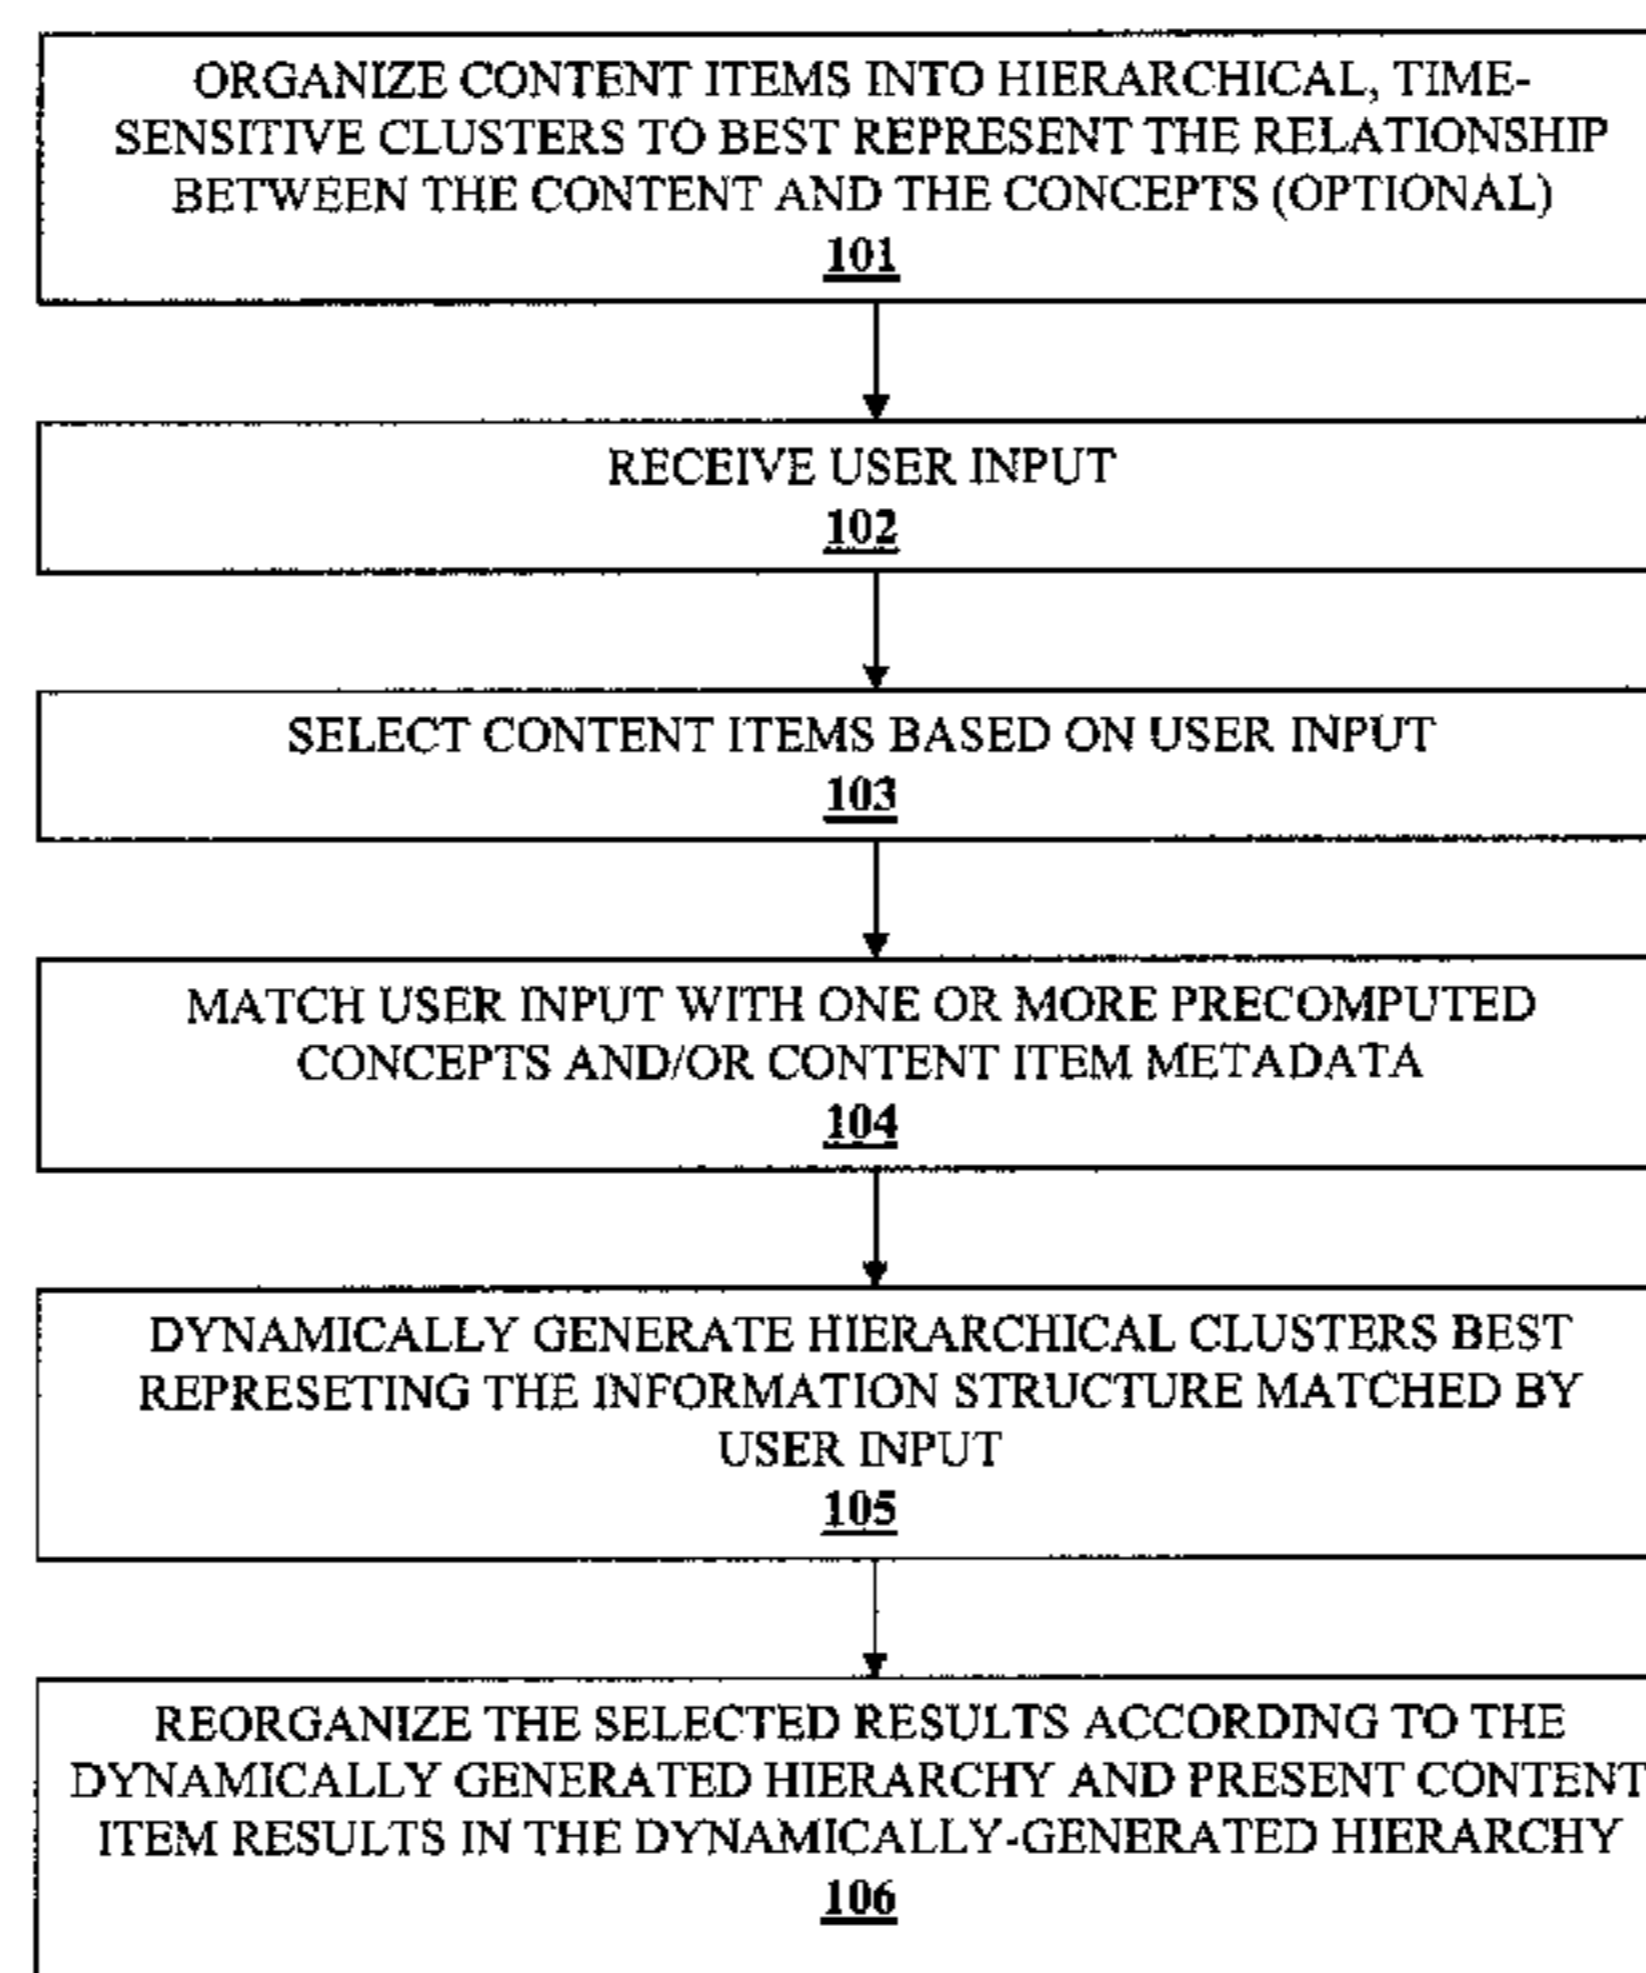 ORGANIZE CONTENT ITEMS INTO HIERARCHICAL, TIME-
SENSITIVE CLUSTERS TO BEST REPRESENT THE RELATIONSHIP
BETWEEN THE CONTENT AND THE CONCEPTS (OPTIONAL)
101
RECEIVE USER INPUT
102
SELECT CONTENT ITEMS BASED ON USER INPUT
103
MATCH USER INPUT WITH ONE OR MORE PRECOMPUTED
CONCEPTS AND/OR CONTENT ITEM METADATA
104
DYNAMICALLY GENERATE HIERARCHICAL CLUSTERS BEST
REPRESETING THE INFORMATION STRUCTURE MATCHED BY
USER INPUT
105
REORGANIZE THE SELECTED RESULTS ACCORDING TO THE
DYNAMICALLY GENERATED HIERARCHY AND PRESENT CONTENT
ITEM RESULTS IN THE DYNAMICALLY-GENERATED HIERARCHY
106